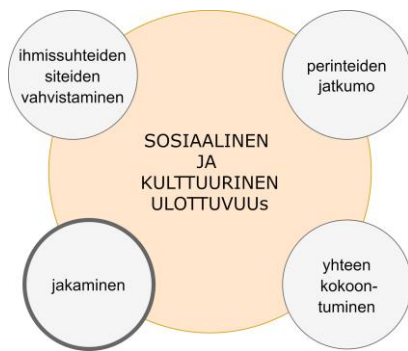 ihmissuhteiden
siteiden
vahvistaminen
perinteiden
jatkumo
SOSIAALINEN
JA
KULTTUURINEN
ULOTTUVUUs
jakaminen
yhteen
kokoon-
tuminen